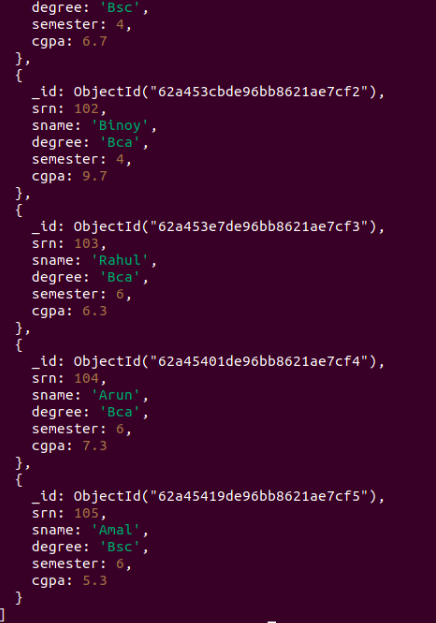 degree: 'Bsc',
semester: 4,
cgpa: 6.7
},
{
_id: ObjectId("62a453cbde96bb8621ae7cf2"),
srn: 102,
sname: 'Binoy',
degree: 'Bca',
semester: 4,
cgpa: 9.7
},
{
_id: ObjectId("62a453e7de96bb8621ae7cf3"),
srn: 103,
sname: 'Rahul',
degree: 'Bca',
semester: 6,
cgpa: 6.3
},
{
_id: ObjectId("62a45401de96bb8621ae7cf4"),
srn: 104,
sname: 'Arun',
degree: 'Bca',
semester: 6,
cgpa: 7.3
},
{
_id: ObjectId("62a45419de96bb8621ae7cf5"),
srn: 105,
sname: 'Amal',
degree: 'Bsc',
semester: 6,
cgpa: 5.3
}
]